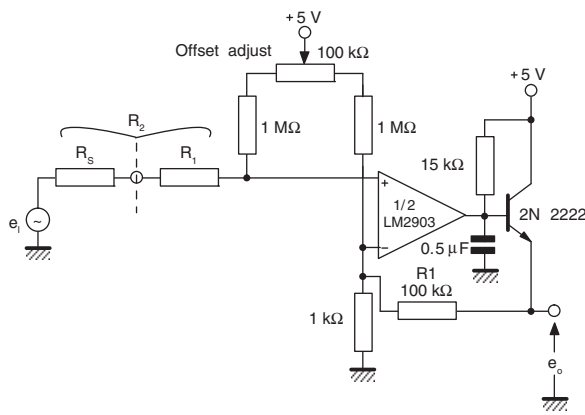 +5 V
Offset adjust
100 kΩ
+5 V
R2
1 MΩ
1 MΩ
15 kΩ
RS
R1
+
1/2
LM2903
2N 2222
eI
~
−
0.5 µF
R1
100 kΩ
1 kΩ
eo